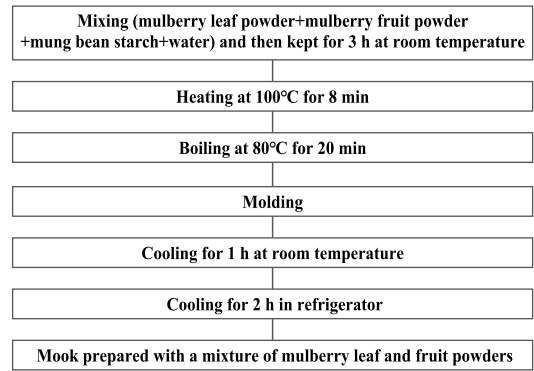 Mixing (mulberry leaf powder+mulberry fruit powder
+mung bean starch+water) and then kept for 3 h at room temperature
Heating at 100℃ for 8 min
Boiling at 80℃ for 20 min
Molding
Cooling for 1 h at room temperature
Cooling for 2 h in refrigerator
Mook prepared with a mixture of mulberry leaf and fruit powders